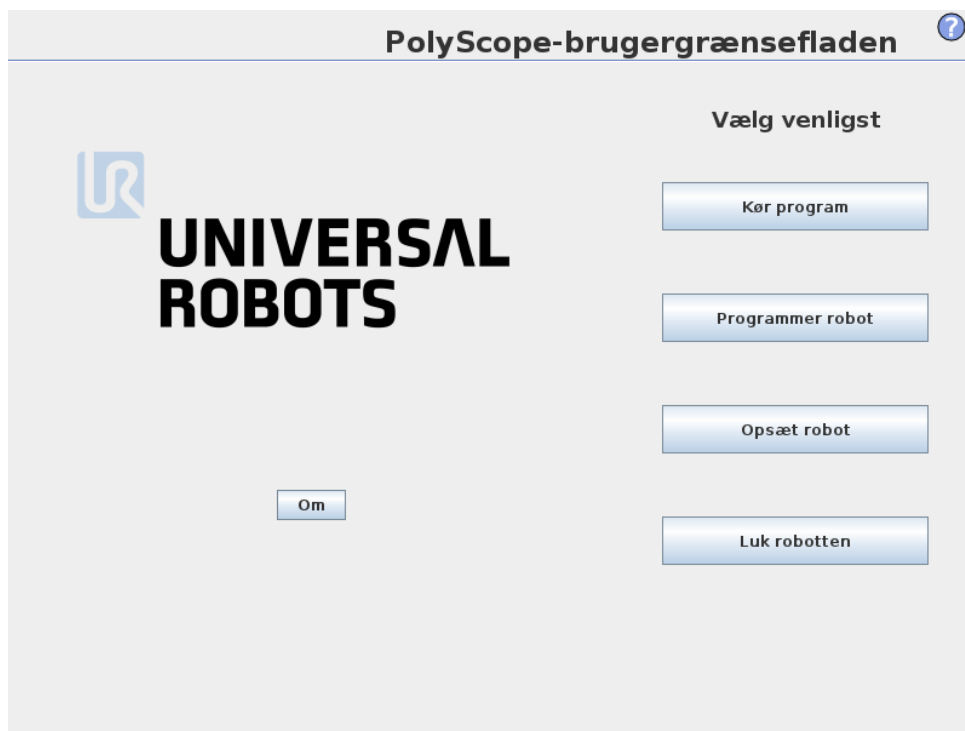 PolyScope-brugergrænsefladen
?
Vælg venligst
UR
UNIVERSAL
ROBOTS
Kør program
Programmer robot
Opsæt robot
Om
Luk robotten